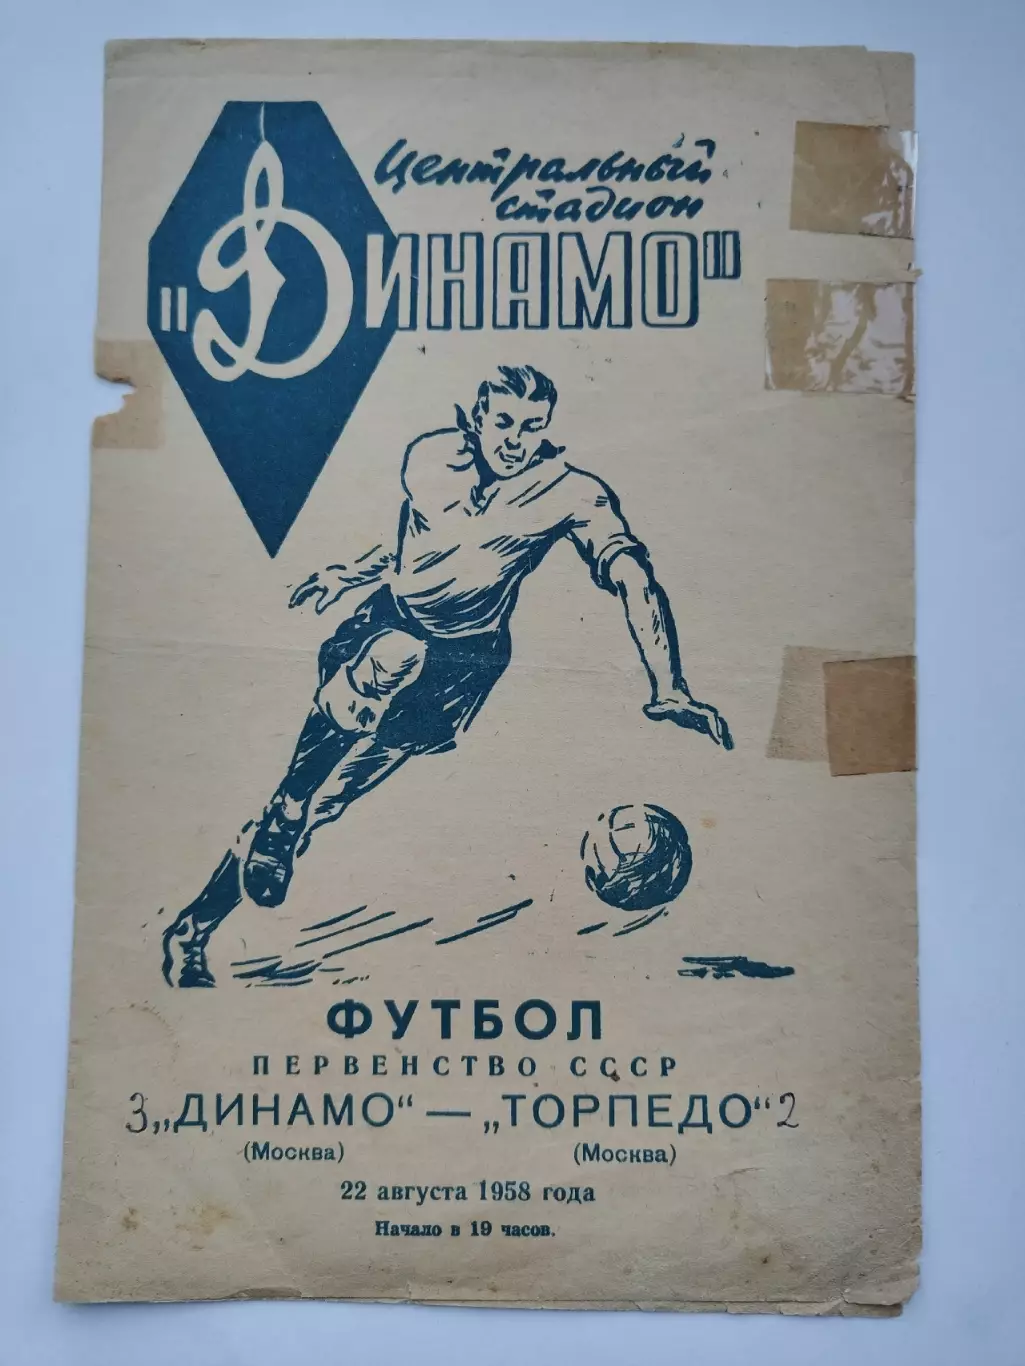 Центральный
стадион
"ДИНАМО"
ФУТБОЛ
ПЕРВЕНСТВО СССР
3 „ДИНАМО“ — „ТОРПЕДО“ 2
(Москва) (Москва)
22 августа 1958 года
Начало в 19 часов.